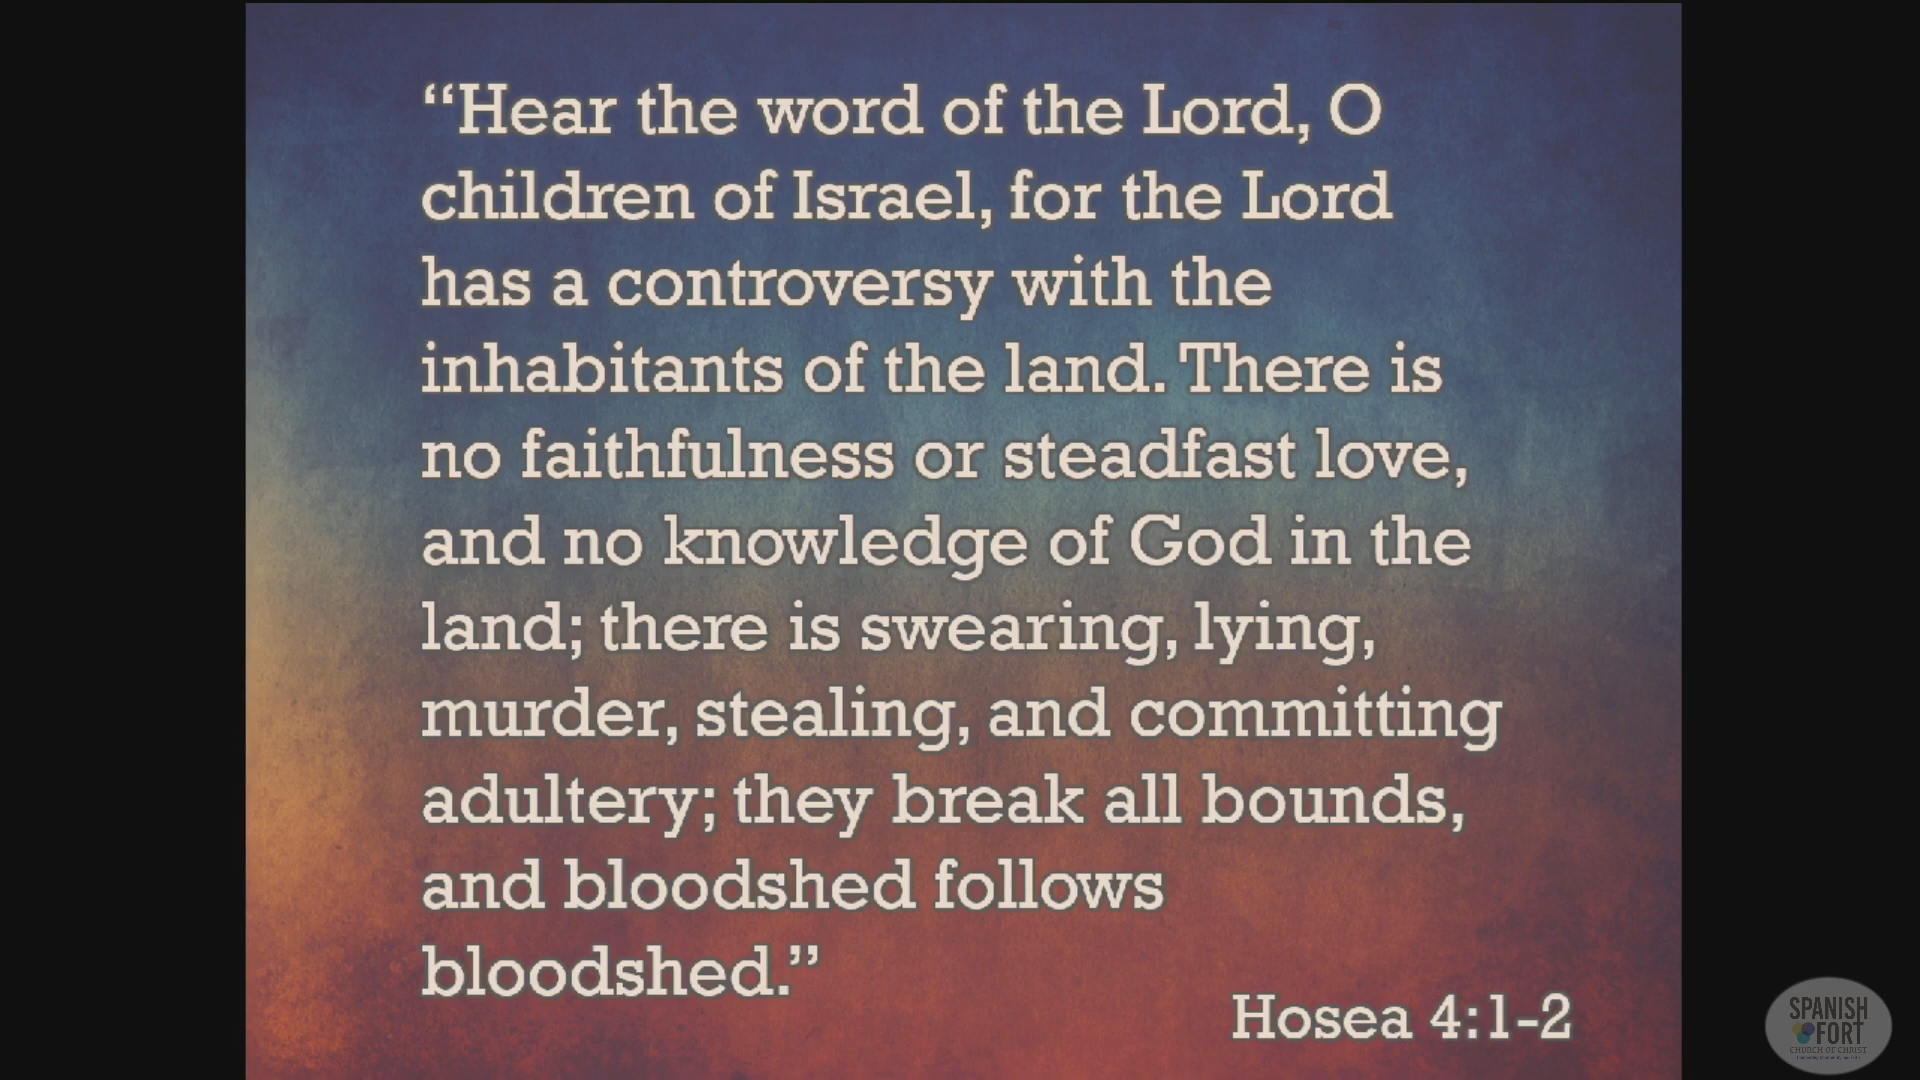 “Hear the word of the Lord, O
children of Israel, for the Lord
has a controversy with the
inhabitants of the land. There is
no faithfulness or steadfast love,
and no knowledge of God in the
land; there is swearing, lying,
murder, stealing, and committing
adultery; they break all bounds,
and bloodshed follows
bloodshed.”
Hosea 4:1-2
SPANISH
FORT
CHURCH OF CHRIST